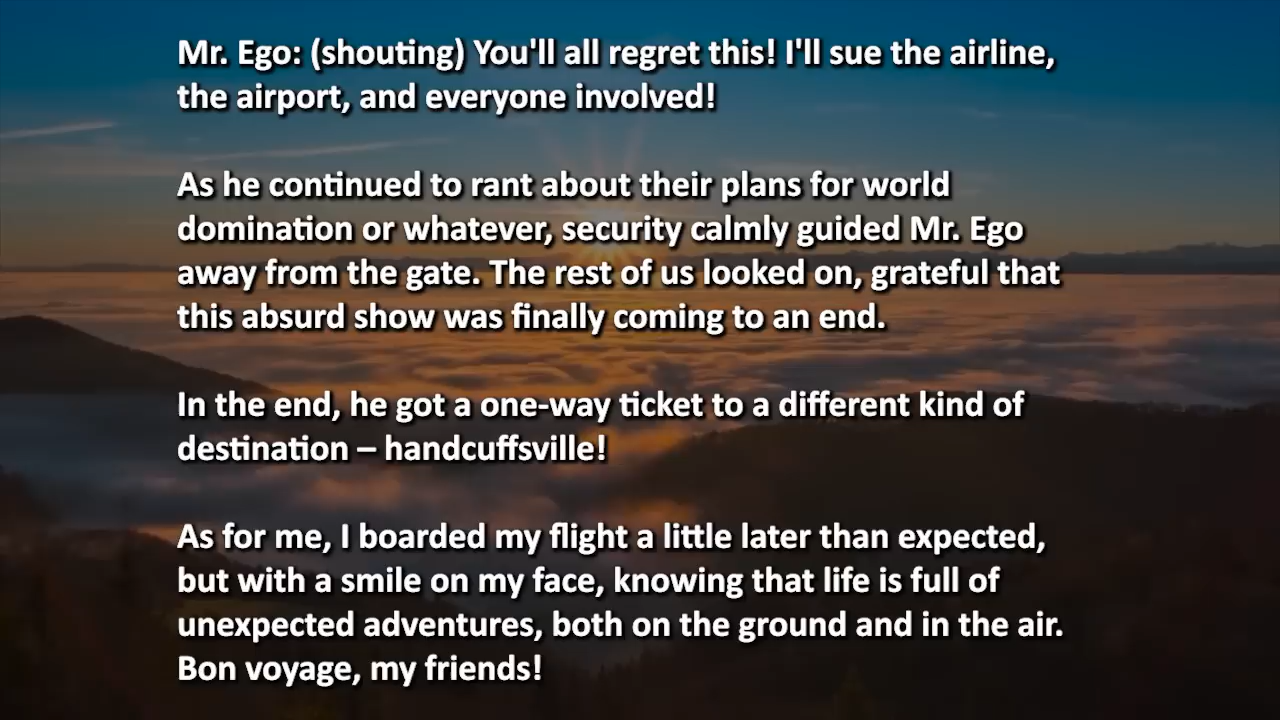 Mr. Ego: (shouting) You'll all regret this! I'll sue the airline,
the airport, and everyone involved!
As he continued to rant about their plans for world
domination or whatever, security calmly guided Mr. Ego
away from the gate. The rest of us looked on, grateful that
this absurd show was finally coming to an end.
In the end, he got a one-way ticket to a different kind of
destination – handcuffsville!
As for me, I boarded my flight a little later than expected,
but with a smile on my face, knowing that life is full of
unexpected adventures, both on the ground and in the air.
Bon voyage, my friends!